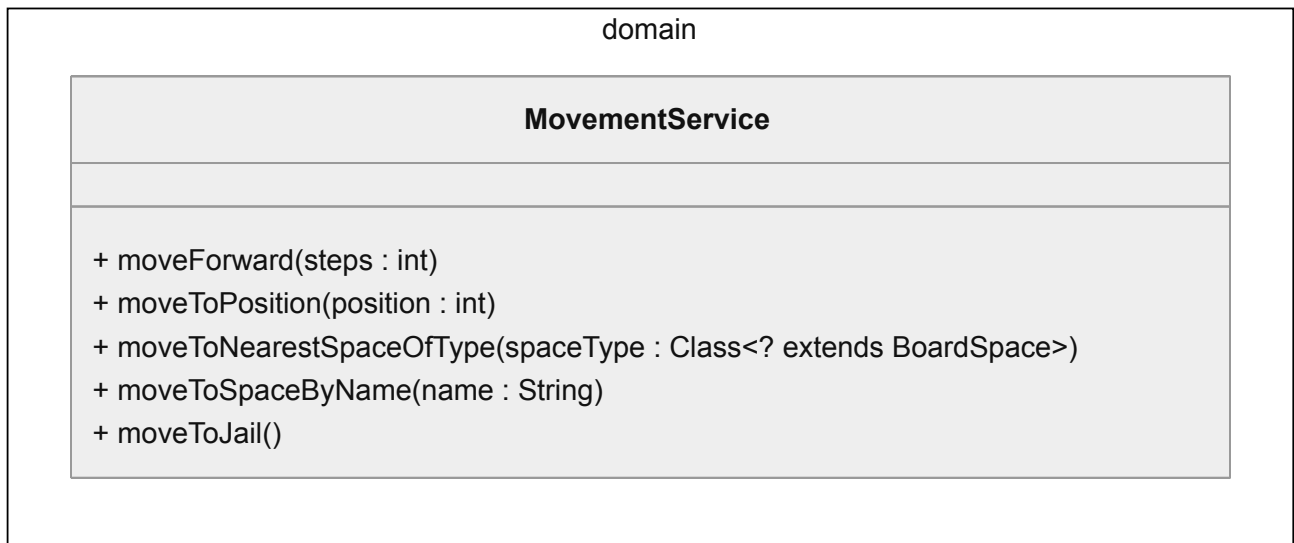 domain
MovementService
+ moveForward(steps : int)
+ moveToPosition(position : int)
+ moveToNearestSpaceOfType(spaceType : Class<? extends BoardSpace>)
+ moveToSpaceByName(name : String)
+ moveToJail()